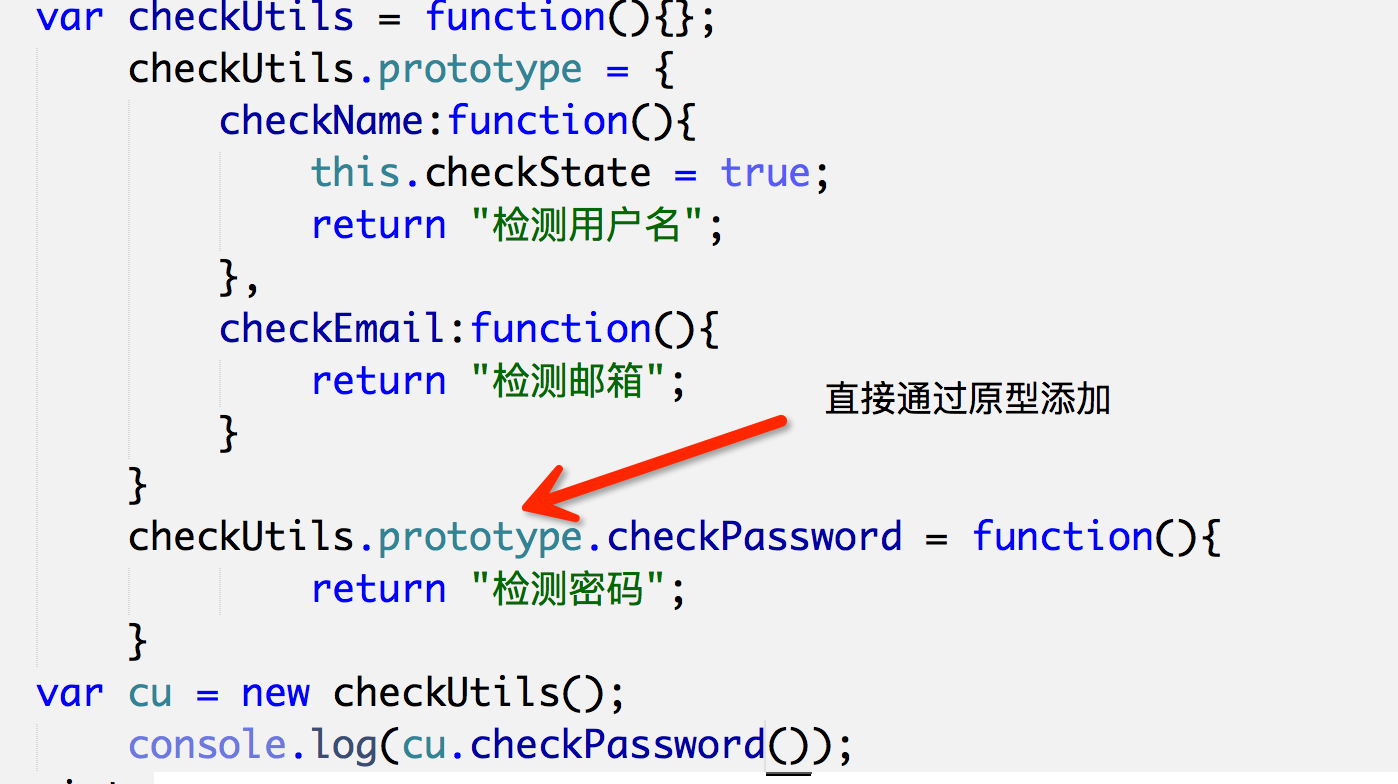 var checkUtils = function(){};
checkUtils.prototype = {
checkName:function(){
this.checkState = true;
return "检测用户名";
},
checkEmail:function(){
return "检测邮箱";
直接通过原型添加
}
}
checkUtils.prototype.checkPassword = function(){
return "检测密码";
}
var cu = new checkUtils();
console.log(cu.checkPassword());